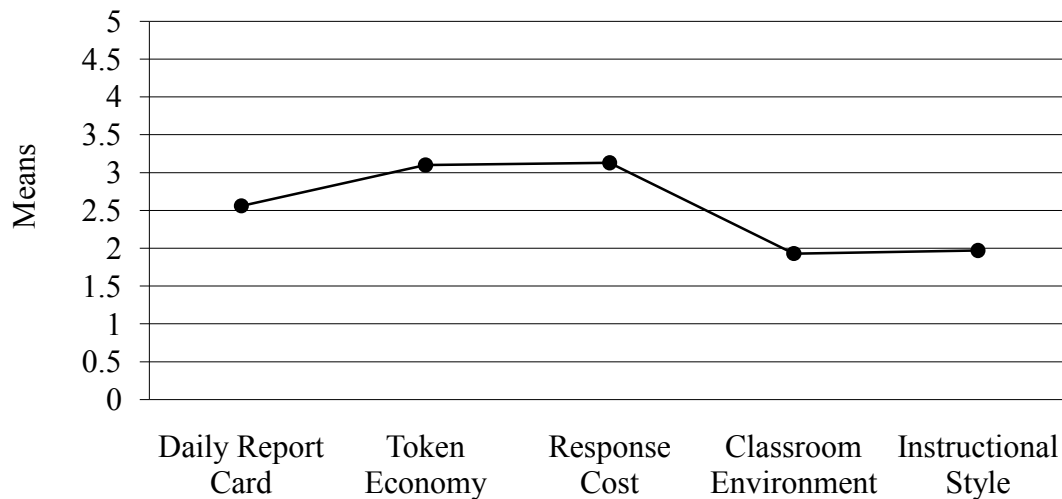 5
4.5
4
3.5
3
2.5
2
1.5
1
0.5
0
Means
Daily Report Card
Token Economy
Response Cost
Classroom Environment
Instructional Style